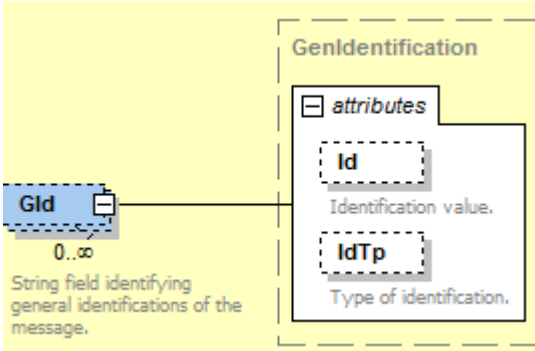 GenIdentification
attributes
Id
Identification value.
GId
IdTp
0..∞
Type of identification.
String field identifying
general identifications of the
message.